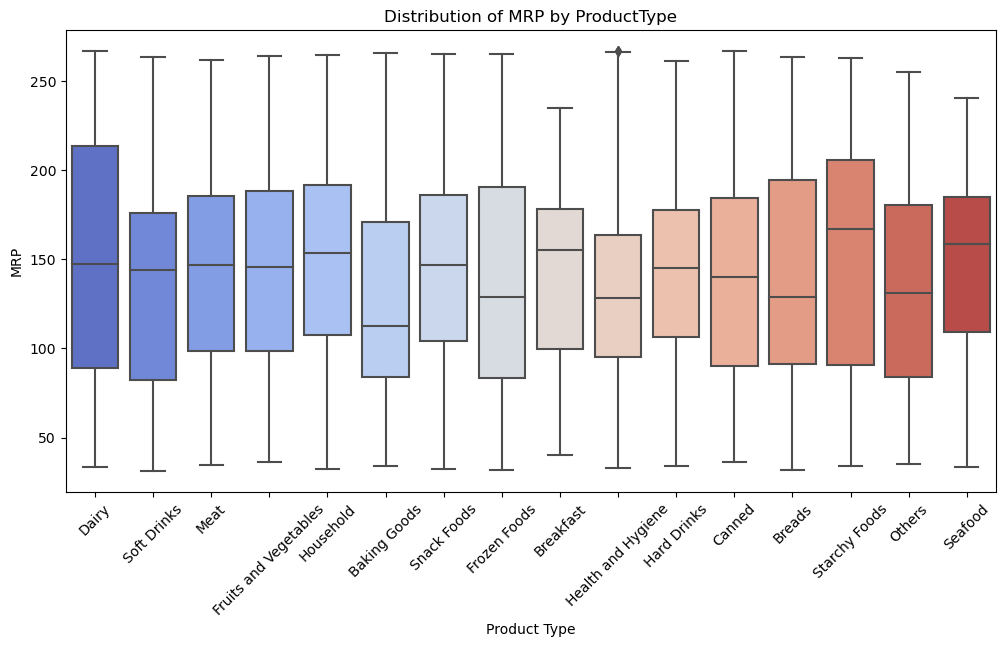 Distribution of MRP by ProductType
MRP
250
200
150
100
50
Dairy
Soft Drinks
Meat
Fruits and Vegetables
Household
Baking Goods
Snack Foods
Frozen Foods
Breakfast
Health and Hygiene
Hard Drinks
Canned
Breads
Starchy Foods
Others
Seafood
Product Type